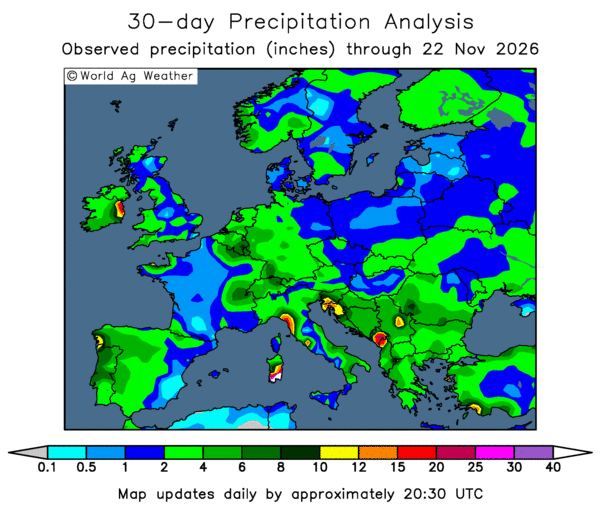 30-day Precipitation Analysis
Observed precipitation (inches) through 22 Nov 2026
© World Ag Weather
0.1 0.5 1 2 4 6 8 10 12 15 20 25 30 40
Map updates daily by approximately 20:30 UTC